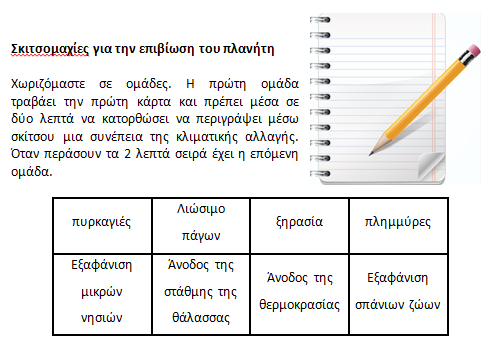 Σκιτσομαχίες για την επιβίωση του πλανήτη
Χωριζόμαστε σε ομάδες. Η πρώτη ομάδα
τραβάει την πρώτη κάρτα και πρέπει μέσα σε
δύο λεπτά να κατορθώσει να περιγράψει μέσω
σκίτσου μια συνέπεια της κλιματικής αλλαγής.
Όταν περάσουν τα 2 λεπτά σειρά έχει η επόμενη
ομάδα.
πυρκαγιές
Λιώσιμο
πάγων
ξηρασία
πλημμύρες
Εξαφάνιση
μικρών
νησιών
Άνοδος της
στάθμης της
θάλασσας
Άνοδος της
θερμοκρασίας
Εξαφάνιση
σπάνιων ζώων